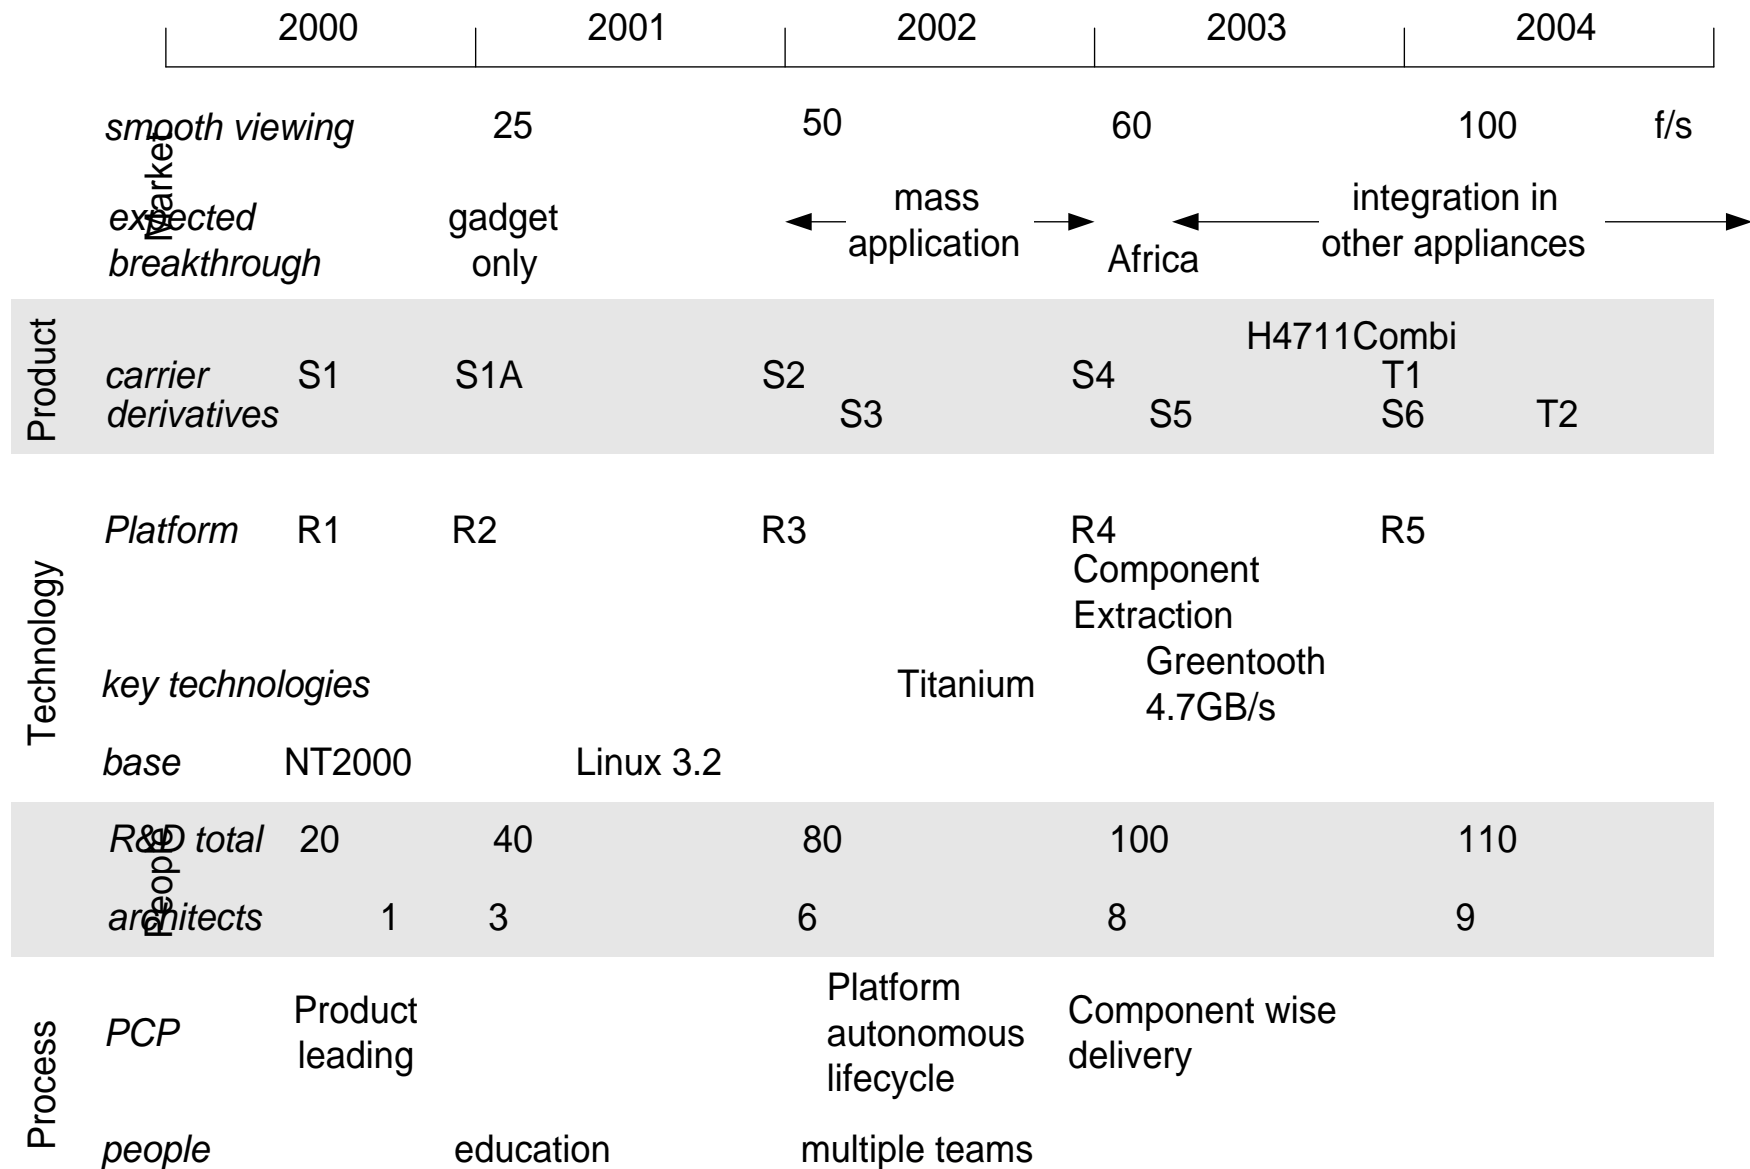 2000 2001 2002 2003 2004
Market
smooth viewing 25 50 60 100 f/s
expected
breakthrough
gadget
only
mass
application
Africa
integration in
other appliances
Product
H4711Combi
carrier S1 S1A S2 S4 T1
derivatives S3 S5 S6 T2
Technology
Platform R1 R2 R3 R4 R5
Component
Extraction
key technologies Titanium
Greentooth
4.7GB/s
base NT2000 Linux 3.2
People
R&D total 20 40 80 100 110
architects 1 3 6 8 9
Process
PCP
Product
leading
Platform
autonomous
lifecycle
Component wise
delivery
people education multiple teams